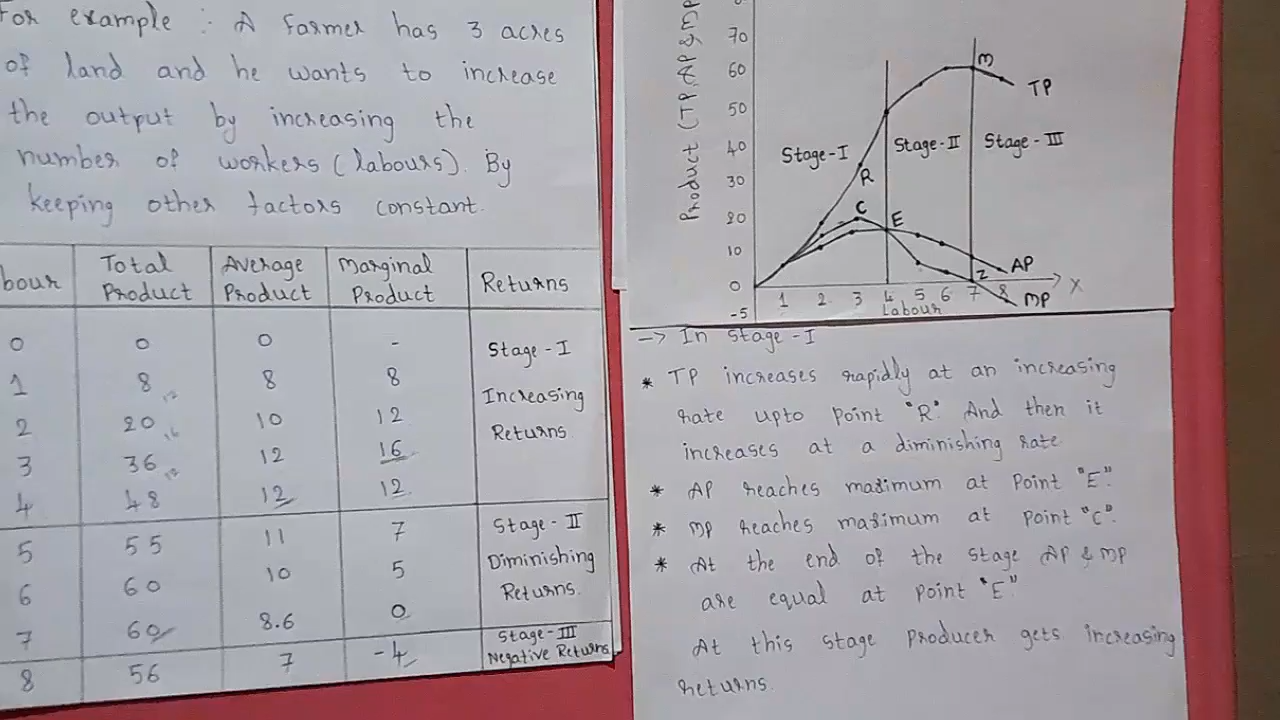 For example : A farmer has 3 acres
of land and he wants to increase
the output by increasing the
number of workers (labours). By
keeping other factors constant.
bour Total Product Average Product Marginal Product Returns
0 0 0 - Stage-I
1 8 8 8 Increasing
2 20 10 12 Returns
3 36 12 16
4 48 12 12
5 55 11 7 Stage-II
6 60 10 5 Diminishing Returns.
7 60 8.6 0
8 56 7 -4 Stage-III Negative Returns
Product (TP, AP & MP
70
60
50
40
30
20
10
0
-5
Stage-I Stage-II Stage-III
M
TP
R
C
E
AP
Z
MP
X
1 2 3 4 5 6 7 8
Labour
-> In Stage-I
* TP increases rapidly at an increasing
rate upto point "R". And then it
increases at a diminishing rate
* AP reaches maximum at point "E".
* MP reaches maximum at point "C".
* At the end of the stage AP & MP
are equal at point "E"
At this stage producer gets increasing
returns.